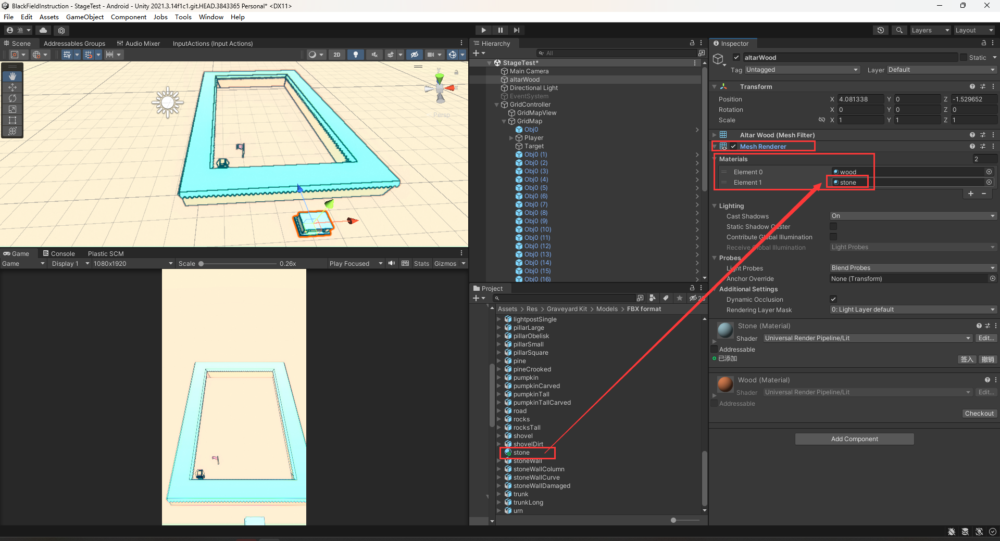 BlackFieldInstruction - StageTest - Android - Unity 2021.3.14f1c1.git.HEAD.3843365 Personal* <DX11>
File Edit Assets GameObject Component Jobs Tools Window Help
渔 Layers Layout
Scene Addressables Groups Audio Mixer InputActions (Input Actions)
2D
Y
Persp
Game Console Plastic SCM
Game Display 1 1080x1920 Scale 0.26x Play Focused Stats Gizmos
Hierarchy
All
StageTest*
Main Camera
altarWood
Directional Light
EventSystem
GridController
GridMapView
GridMap
Obj0
Player
Target
Obj0 (1)
Obj0 (2)
Obj0 (3)
Obj0 (4)
Obj0 (5)
Obj0 (6)
Obj0 (7)
Obj0 (8)
Obj0 (9)
Obj0 (10)
Obj0 (11)
Obj0 (12)
Obj0 (13)
Obj0 (14)
Obj0 (15)
Obj0 (16)
Project
Assets > Res > Graveyard Kit > Models > FBX format
lightpostSingle
pillarLarge
pillarObelisk
pillarSmall
pillarSquare
pine
pineCrooked
pumpkin
pumpkinCarved
pumpkinTall
pumpkinTallCarved
road
rocks
rocksTall
shovel
shovelDirt
stone
stoneWall
stoneWallColumn
stoneWallCurve
stoneWallDamaged
trunk
trunkLong
urn
Inspector
altarWood Static
Tag Untagged Layer Default
Transform
Position X 4.081338 Y 0 Z -1.529652
Rotation X 0 Y 0 Z 0
Scale X 1 Y 1 Z 1
Altar Wood (Mesh Filter)
Mesh Renderer
Materials 2
Element 0 wood
Element 1 stone
Lighting
Cast Shadows On
Static Shadow Caster
Contribute Global Illumination
Receive Global Illumination Light Probes
Probes
Light Probes Blend Probes
Anchor Override None (Transform)
Additional Settings
Dynamic Occlusion
Rendering Layer Mask 0: Light Layer default
Stone (Material)
Shader Universal Render Pipeline/Lit Edit...
Addressable
已添加 签入 撤销
Wood (Material)
Shader Universal Render Pipeline/Lit Edit...
Addressable
Checkout
Add Component